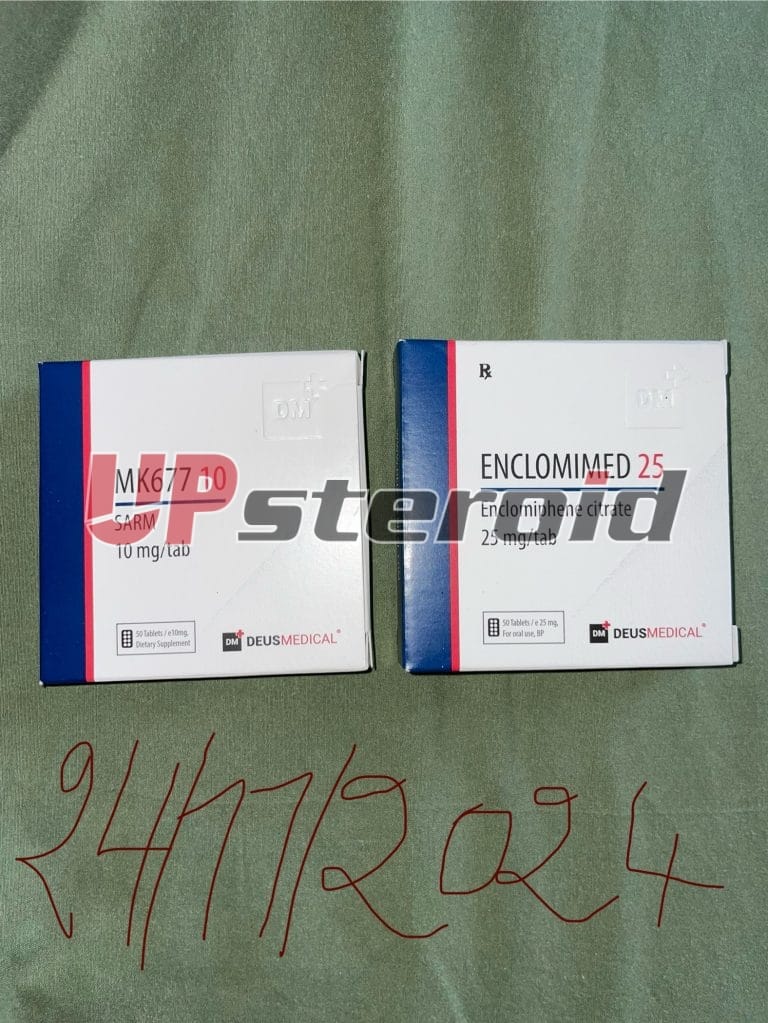 DM
MK677 10
SARM
10 mg/tab
50 Tablets / e10mg,
Dietary Supplement
DM DEUSMEDICAL®
Rx
DM
ENCLOMIMED 25
Enclomiphene citrate
25 mg/tab
50 Tablets / e 25 mg,
For oral use, BP
DM DEUSMEDICAL®
UPsteroid
24/11/2024